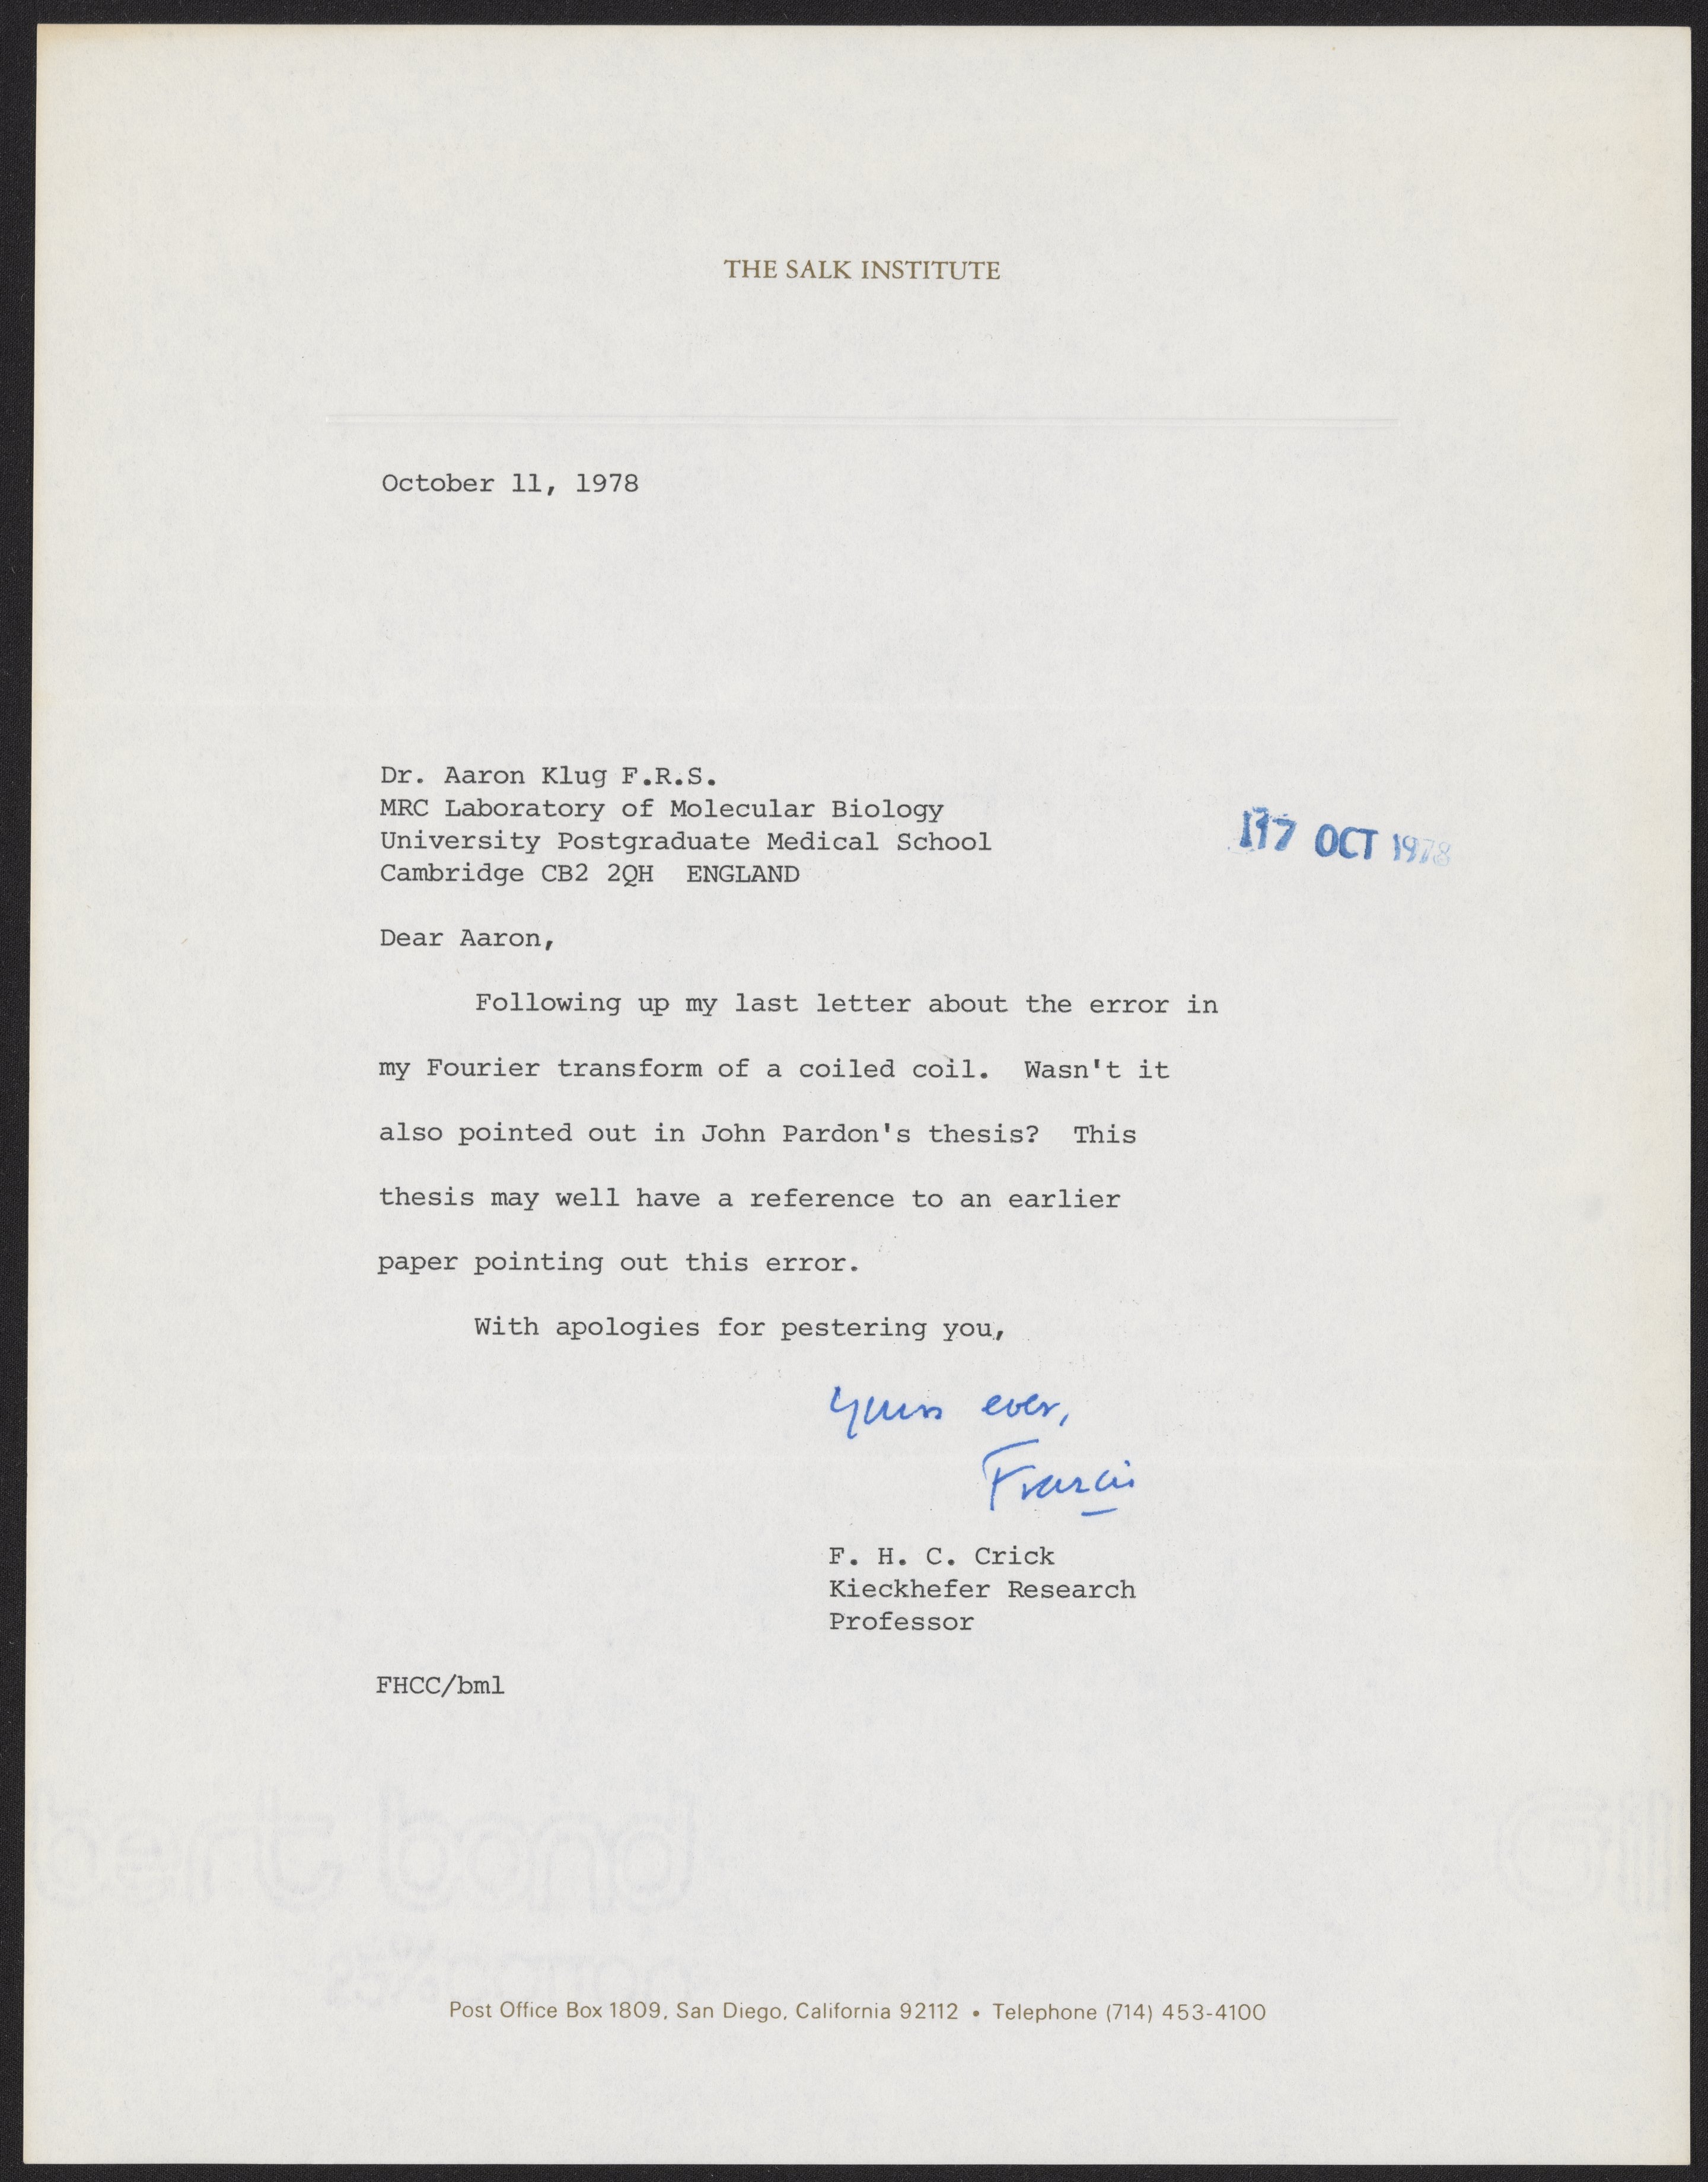 THE SALK INSTITUTE
October 11, 1978
Dr. Aaron Klug F.R.S.
MRC Laboratory of Molecular Biology
University Postgraduate Medical School
Cambridge CB2 2QH ENGLAND
17 OCT 1978
Dear Aaron,
Following up my last letter about the error in
my Fourier transform of a coiled coil. Wasn't it
also pointed out in John Pardon's thesis? This
thesis may well have a reference to an earlier
paper pointing out this error.
With apologies for pestering you,
Yours ever,
Francis
F. H. C. Crick
Kieckhefer Research
Professor
FHCC/bml
bert bond
Post Office Box 1809, San Diego, California 92112 • Telephone (714) 453-4100